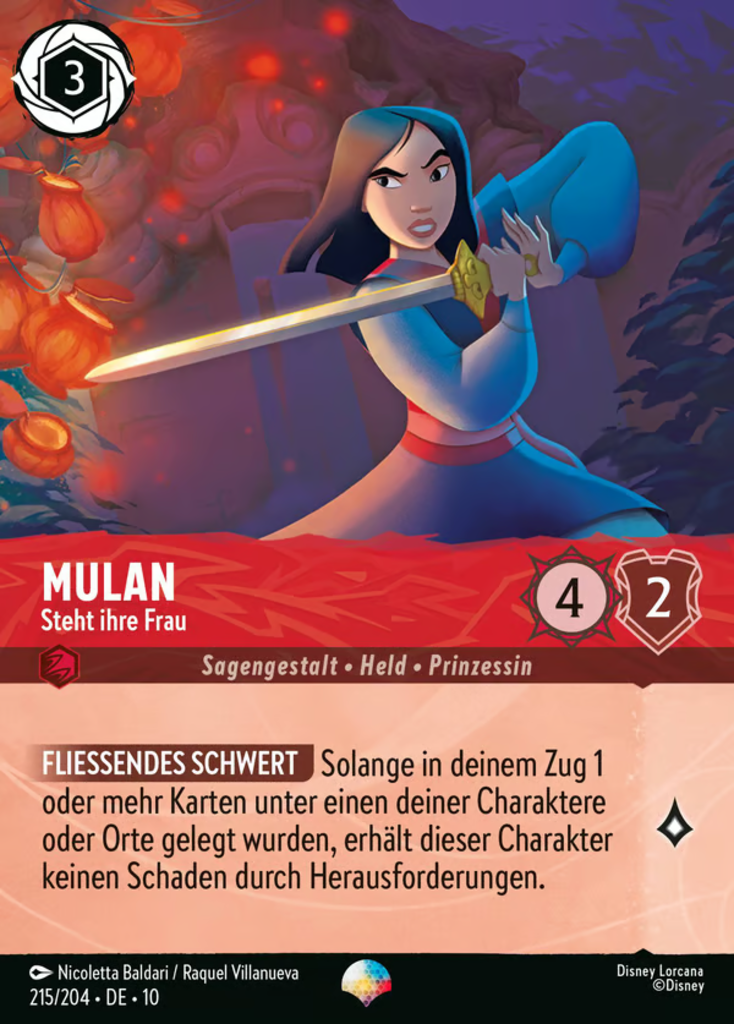 3
MULAN
Steht ihre Frau
4
2
Sagengestalt • Held • Prinzessin
FLIESSENDES SCHWERT Solange in deinem Zug 1
oder mehr Karten unter einen deiner Charaktere
oder Orte gelegt wurden, erhält dieser Charakter
keinen Schaden durch Herausforderungen.
Nicoletta Baldari / Raquel Villanueva
215/204 • DE • 10
Disney Lorcana
©Disney